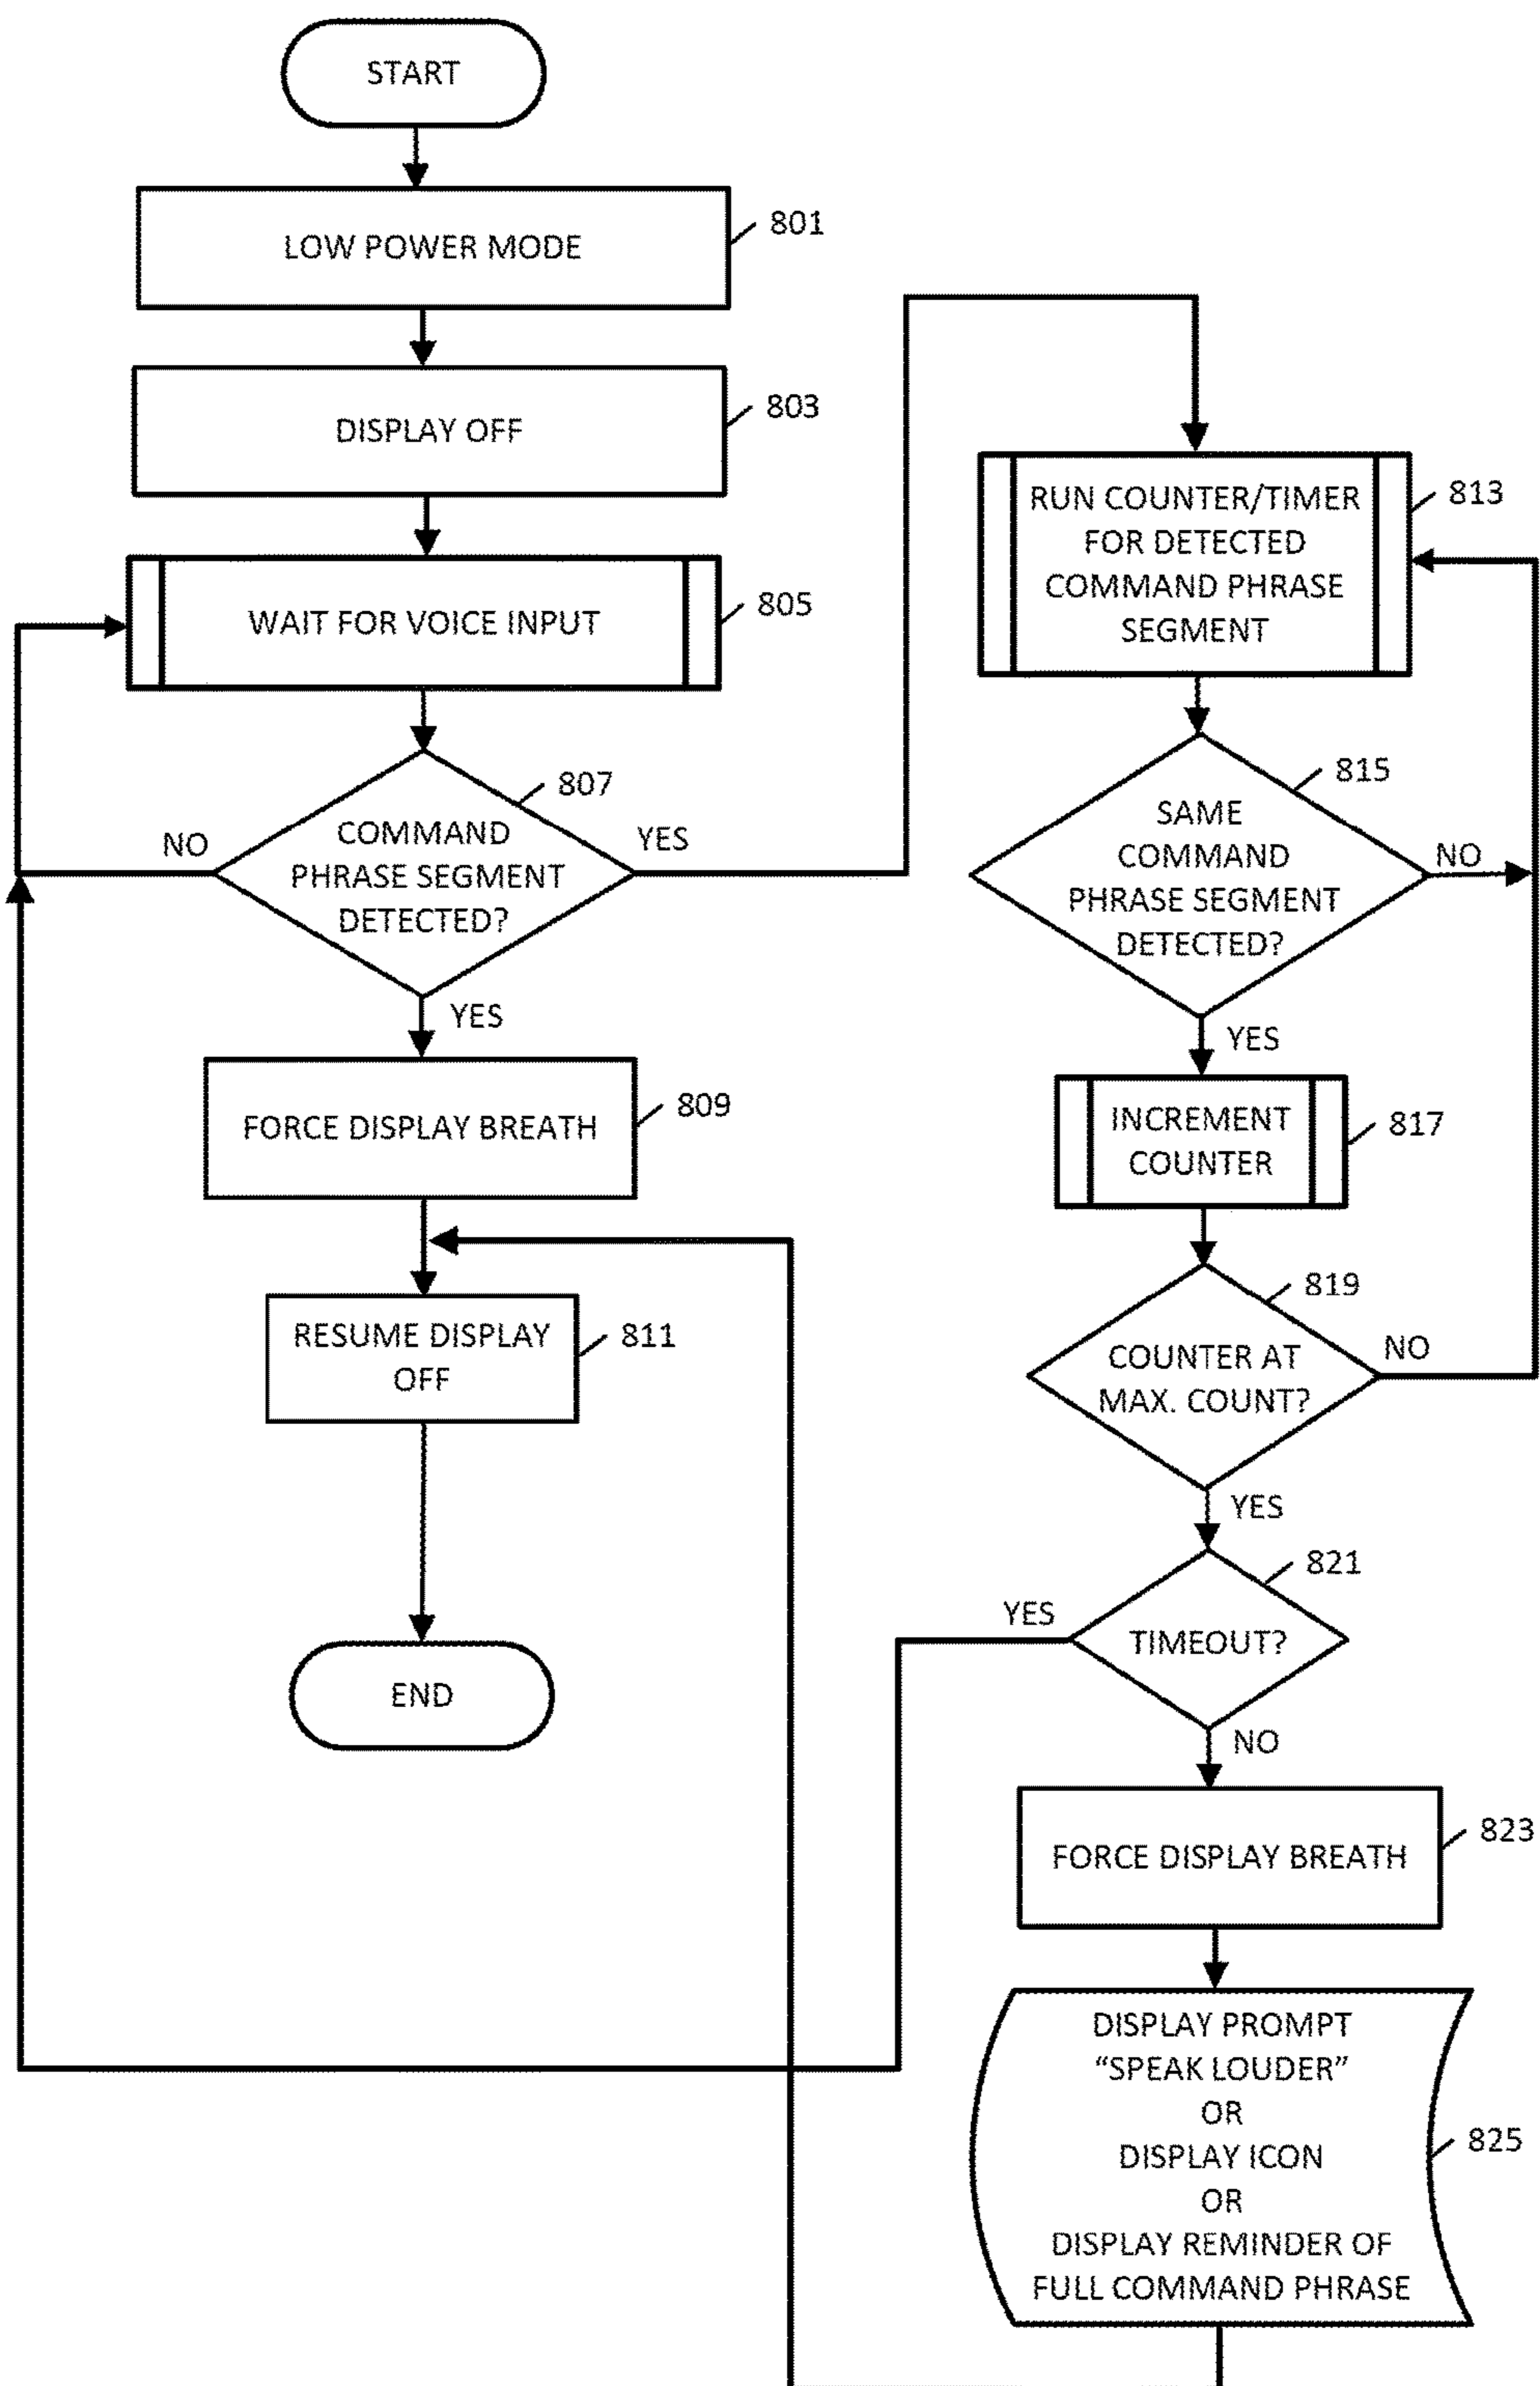 START
LOW POWER MODE
801
DISPLAY OFF
803
WAIT FOR VOICE INPUT
805
807
COMMAND
PHRASE SEGMENT
DETECTED?
NO
YES
YES
FORCE DISPLAY BREATH
809
RESUME DISPLAY
OFF
811
END
RUN COUNTER/TIMER
FOR DETECTED
COMMAND PHRASE
SEGMENT
813
815
SAME
COMMAND
PHRASE SEGMENT
DETECTED?
NO
YES
INCREMENT
COUNTER
817
819
COUNTER AT
MAX. COUNT?
NO
YES
821
TIMEOUT?
YES
NO
FORCE DISPLAY BREATH
823
DISPLAY PROMPT
“SPEAK LOUDER”
OR
DISPLAY ICON
OR
DISPLAY REMINDER OF
FULL COMMAND PHRASE
825